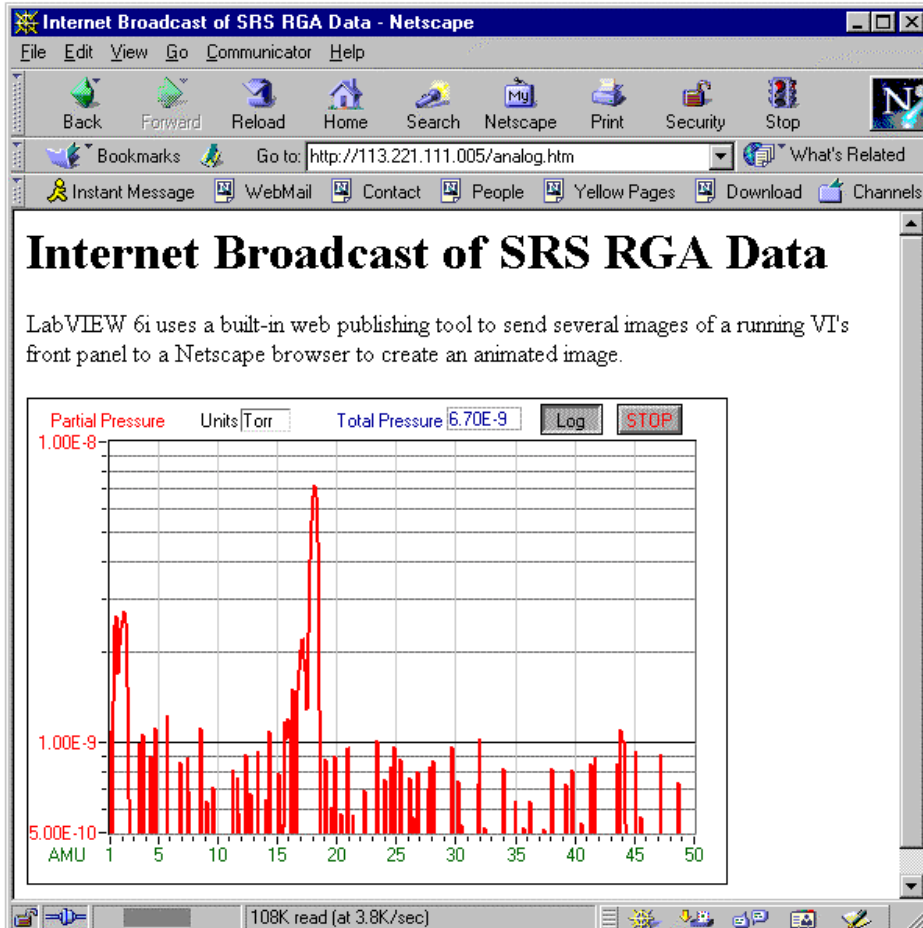 Internet Broadcast of SRS RGA Data - Netscape
File Edit View Go Communicator Help
Back Forward Reload Home Search Netscape Print Security Stop
My
N
Bookmarks Go to: http://113.221.111.005/analog.htm What's Related
Instant Message WebMail Contact People Yellow Pages Download Channels
Internet Broadcast of SRS RGA Data
LabVIEW 6i uses a built-in web publishing tool to send several images of a running VI's
front panel to a Netscape browser to create an animated image.
Partial Pressure Units Torr Total Pressure 6.70E-9 Log STOP
1.00E-8
1.00E-9
5.00E-10
AMU 1 5 10 15 20 25 30 35 40 45 50
108K read (at 3.8K/sec)